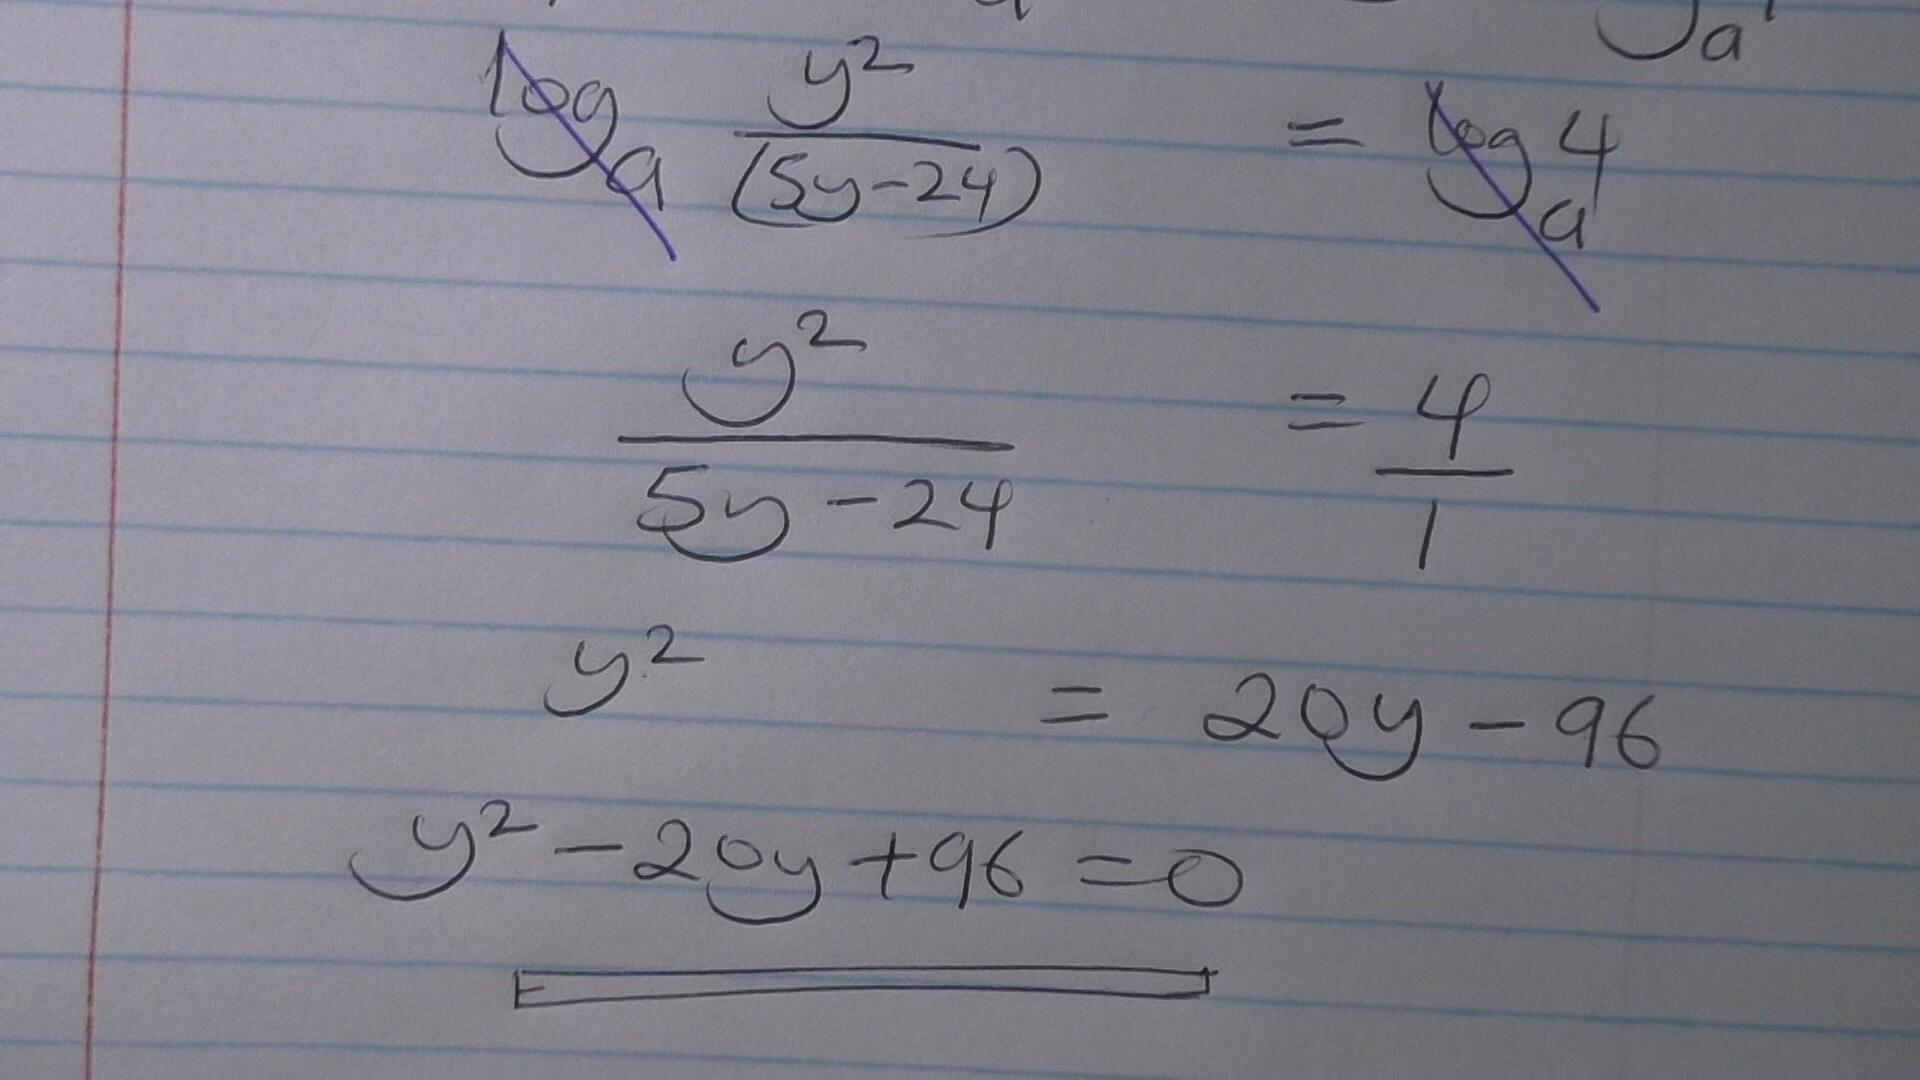 a
log_a y²/(5y-24) = log_a 4
y²/5y-24 = 4/1
y² = 20y - 96
y² - 20y + 96 = 0